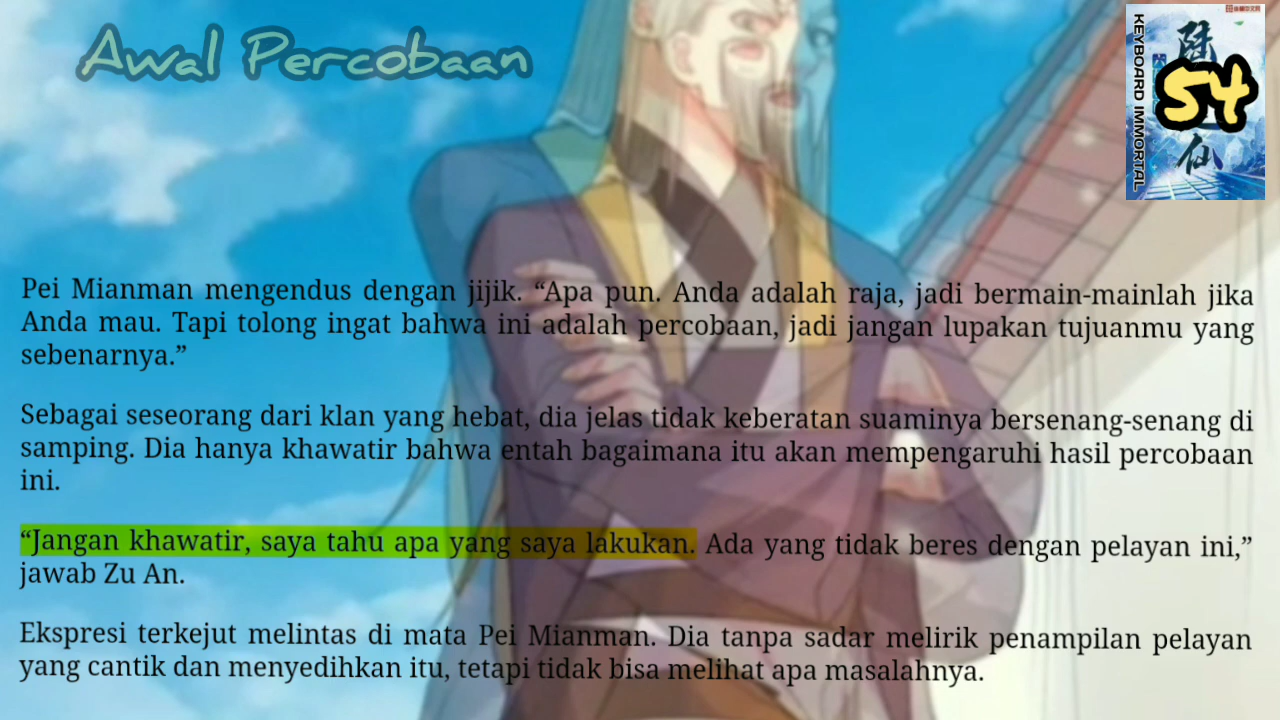 Awal Percobaan
KEYBOARD IMMORTAL
陆
仙
54
Pei Mianman mengendus dengan jijik. “Apa pun. Anda adalah raja, jadi bermain-mainlah jika
Anda mau. Tapi tolong ingat bahwa ini adalah percobaan, jadi jangan lupakan tujuanmu yang
sebenarnya.”
Sebagai seseorang dari klan yang hebat, dia jelas tidak keberatan suaminya bersenang-senang di
samping. Dia hanya khawatir bahwa entah bagaimana itu akan mempengaruhi hasil percobaan
ini.
“Jangan khawatir, saya tahu apa yang saya lakukan. Ada yang tidak beres dengan pelayan ini,”
jawab Zu An.
Ekspresi terkejut melintas di mata Pei Mianman. Dia tanpa sadar melirik penampilan pelayan
yang cantik dan menyedihkan itu, tetapi tidak bisa melihat apa masalahnya.